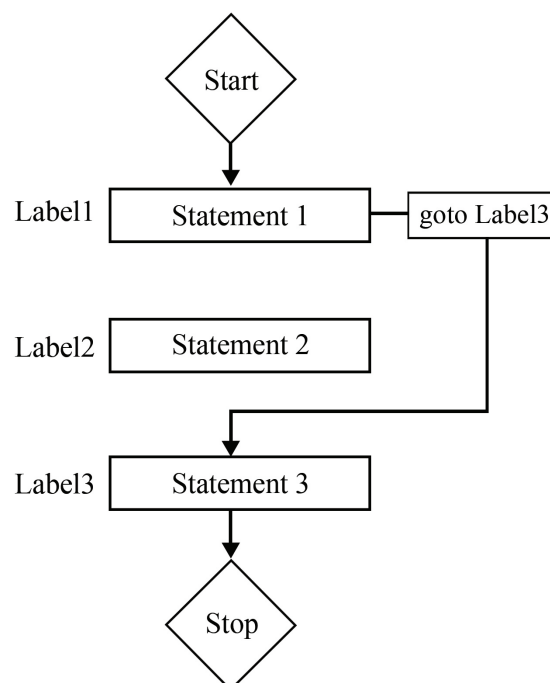 Start
Label1
Statement 1
goto Label3
Label2
Statement 2
Label3
Statement 3
Stop